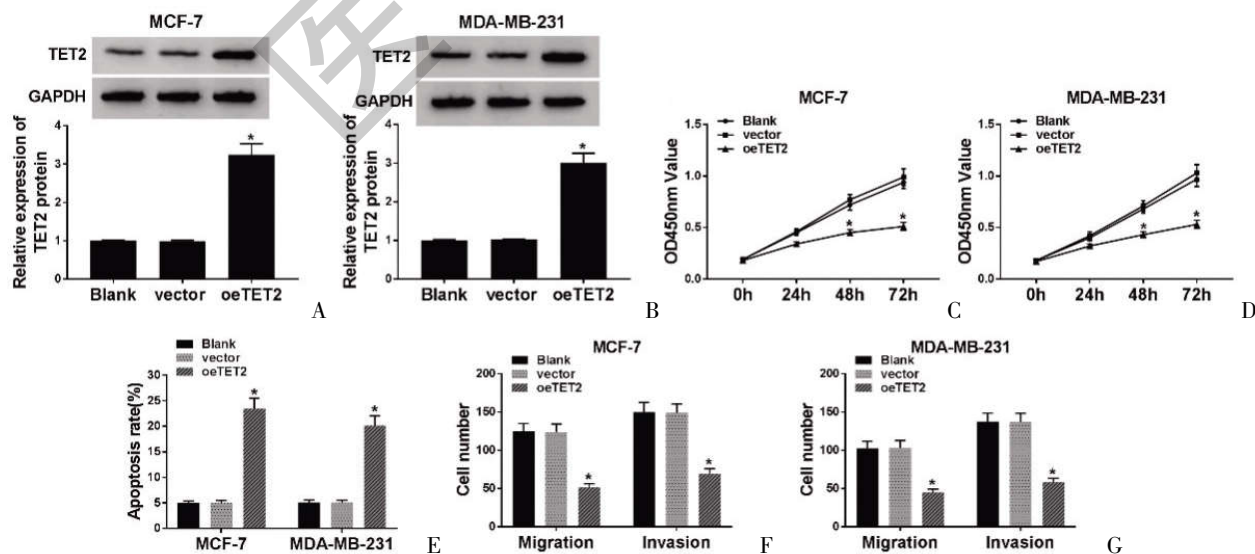 MCF-7
TET2
GAPDH
Relative expression of
TET2 protein
4
3
2
1
0
Blank vector oeTET2
*
A
MDA-MB-231
TET2
GAPDH
Relative expression of
TET2 protein
4
3
2
1
0
Blank vector oeTET2
*
B
MCF-7
Blank
vector
oeTET2
OD450nm Value
1.5
1.0
0.5
0.0
0h 24h 48h 72h
* *
C
MDA-MB-231
Blank
vector
oeTET2
OD450nm Value
1.5
1.0
0.5
0.0
0h 24h 48h 72h
* *
D
Blank
vector
oeTET2
Apoptosis rate(%)
30
25
20
15
10
5
0
MCF-7 MDA-MB-231
* *
E
MCF-7
Blank
vector
oeTET2
Cell number
200
150
100
50
0
Migration Invasion
* *
F
MDA-MB-231
Blank
vector
oeTET2
Cell number
200
150
100
50
0
Migration Invasion
* *
G
医